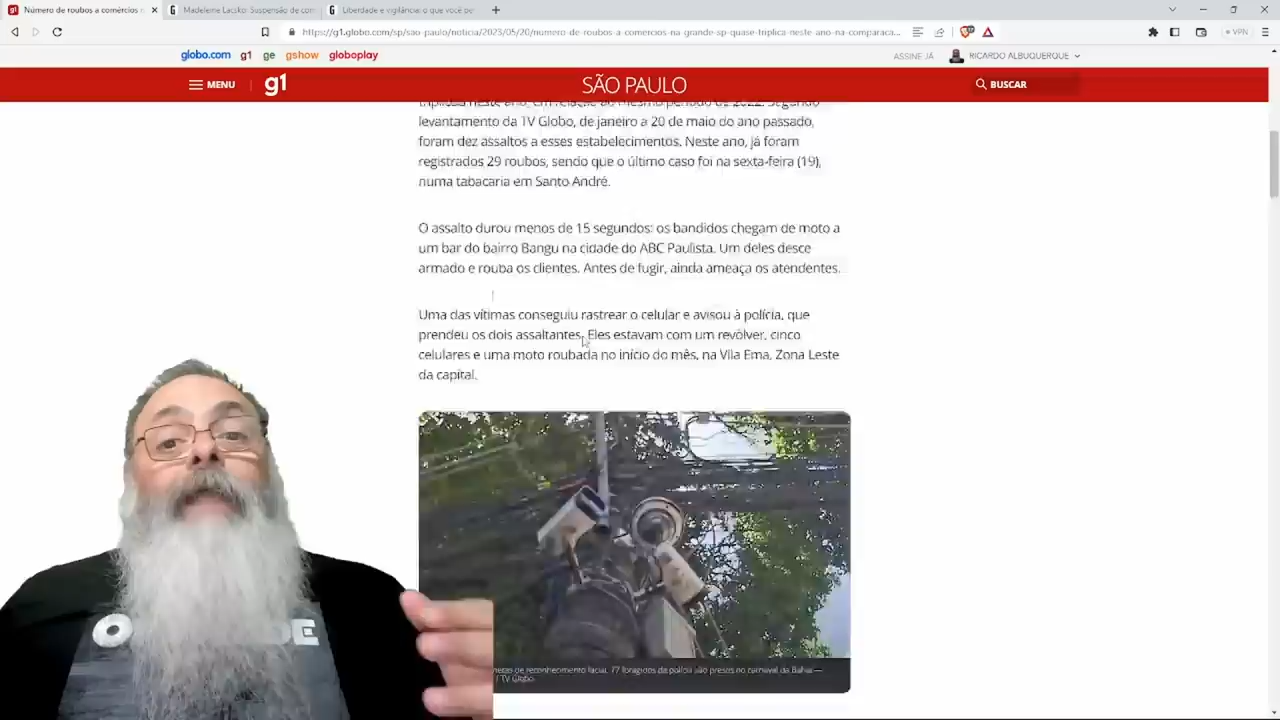 Número de roubos a comércios n
Madeleine Lacsko: Suspensão de con
Liberdade e vigilância: o que você pe
https://g1.globo.com/sp/sao-paulo/noticia/2023/05/20/numero-de-roubos-a-comercios-na-grande-sp-quase-triplica-neste-ano-na-comparaca...
VPN
globo.com g1 ge gshow globoplay
ASSINE JÁ
RICARDO ALBUQUERQUE
MENU
g1
SÃO PAULO
BUSCAR
triplicou neste ano, em relação ao mesmo período de 2022. Segundo
levantamento da TV Globo, de janeiro a 20 de maio do ano passado,
foram dez assaltos a esses estabelecimentos. Neste ano, já foram
registrados 29 roubos, sendo que o último caso foi na sexta-feira (19),
numa tabacaria em Santo André.
O assalto durou menos de 15 segundos: os bandidos chegam de moto a
um bar do bairro Bangu na cidade do ABC Paulista. Um deles desce
armado e rouba os clientes. Antes de fugir, ainda ameaça os atendentes.
Uma das vítimas conseguiu rastrear o celular e avisou à polícia, que
prendeu os dois assaltantes. Eles estavam com um revólver, cinco
celulares e uma moto roubada no início do mês, na Vila Ema, Zona Leste
da capital.
de reconhecimento facial, 77 foragidos da polícia são presos no carnaval da Bahia —
/ TV Globo